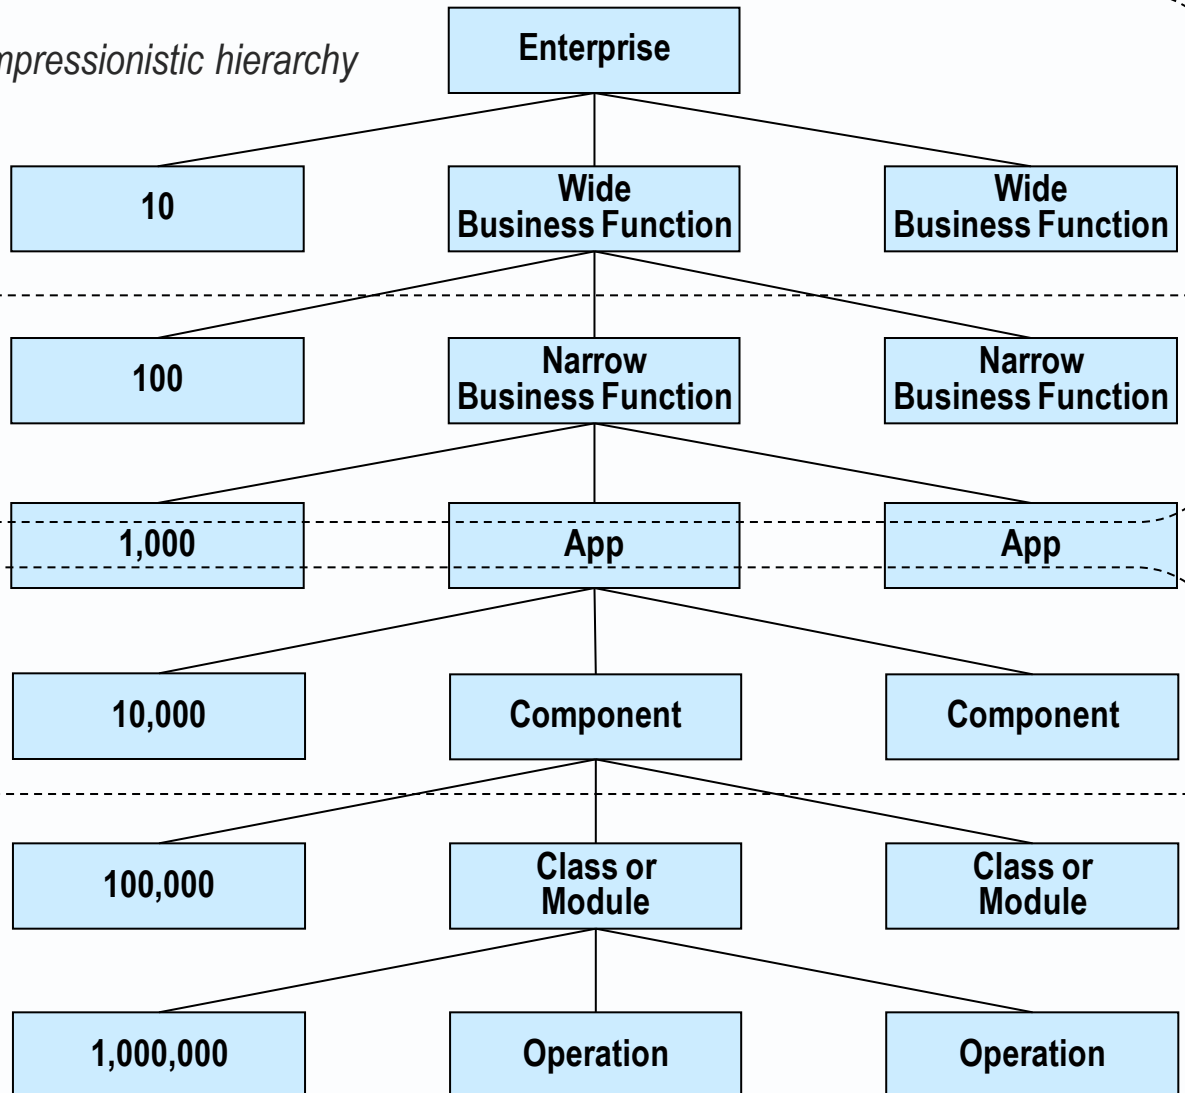 Enterprise
mpressionistic hierarchy
10
Wide
Business Function
Wide
Business Function
100
Narrow
Business Function
Narrow
Business Function
1,000
App
App
10,000
Component
Component
100,000
Class or
Module
Class or
Module
1,000,000
Operation
Operation